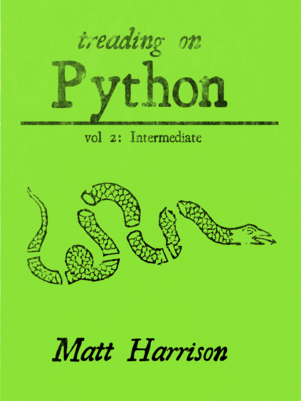 treading on
Python
vol 2: Intermediate
Matt Harrison